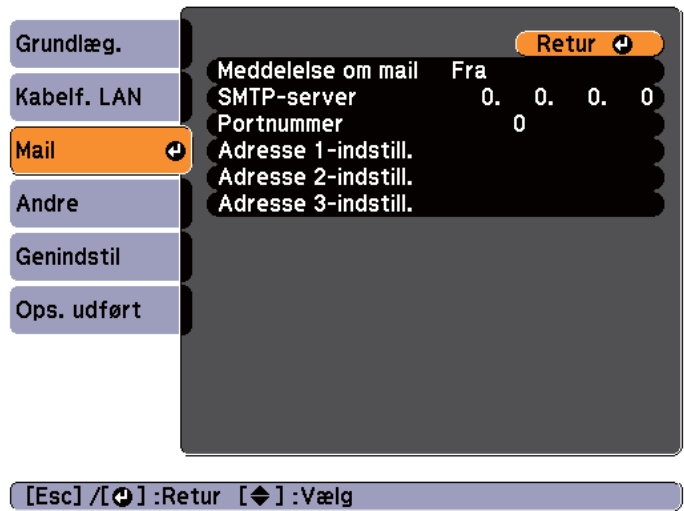 Grundlæg.
Kabelf. LAN
Mail
Andre
Genindstil
Ops. udført
Retur
Meddelelse om mail Fra
SMTP-server 0. 0. 0. 0
Portnummer 0
Adresse 1-indstill.
Adresse 2-indstill.
Adresse 3-indstill.
[Esc] /[⏎] :Retur [◆] :Vælg